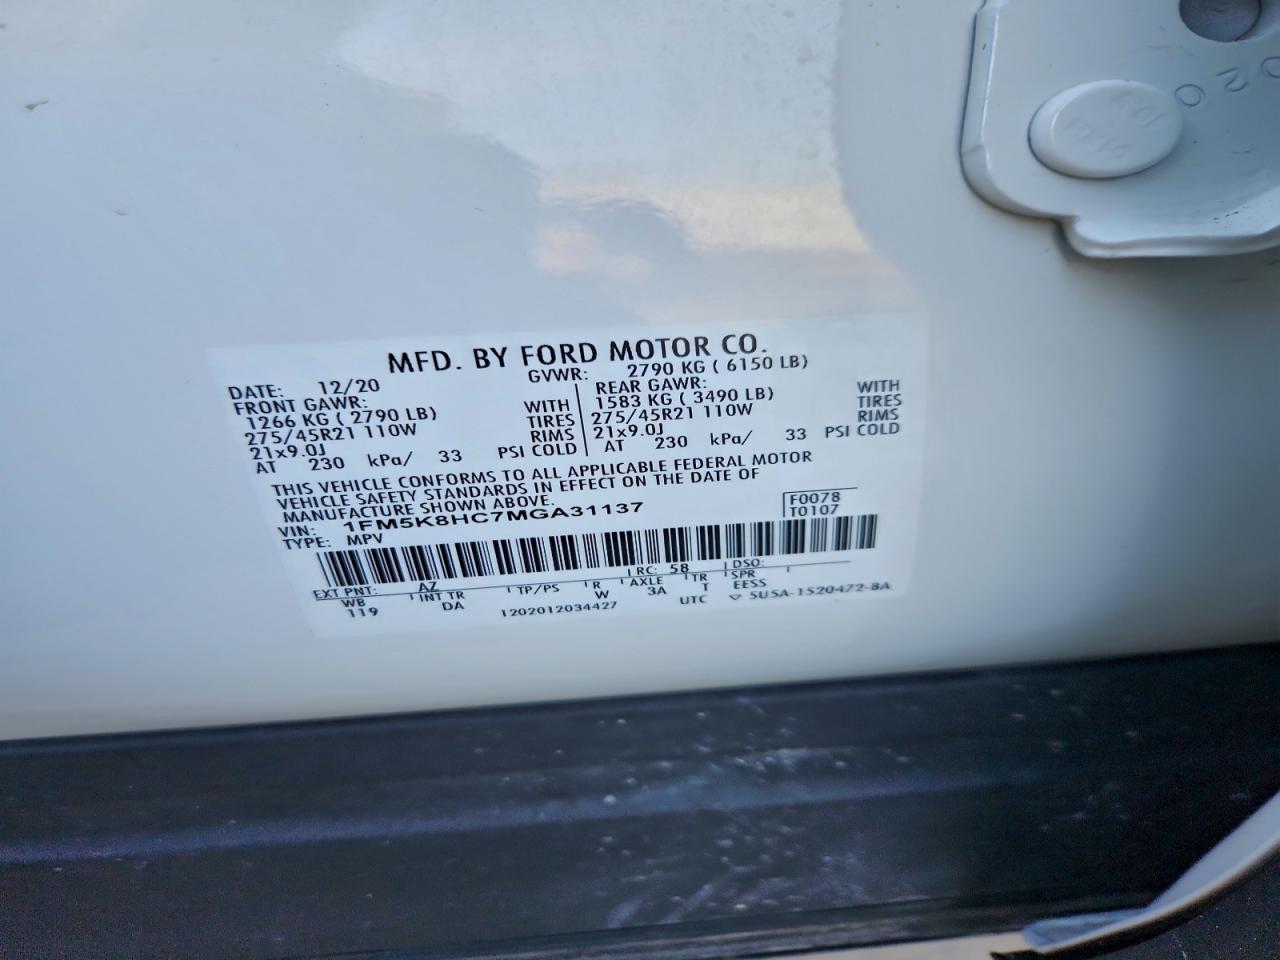 MFD. BY FORD MOTOR CO.
DATE: 12/20 GVWR: 2790 KG ( 6150 LB)
FRONT GAWR: REAR GAWR:
1266 KG ( 2790 LB) WITH 1583 KG ( 3490 LB) WITH
275/45R21 110W TIRES 275/45R21 110W TIRES
21x9.0J RIMS 21x9.0J RIMS
AT 230 kPa/ 33 PSI COLD AT 230 kPa/ 33 PSI COLD
THIS VEHICLE CONFORMS TO ALL APPLICABLE FEDERAL MOTOR
VEHICLE SAFETY STANDARDS IN EFFECT ON THE DATE OF
MANUFACTURE SHOWN ABOVE.
VIN: 1FM5K8HC7MGA31137 F0078
TYPE: MPV T0107
EXT PNT: AZ RC: 58 DSO:
WB INT TR TP/PS R AXLE TR SPR
119 DA W 3A T EESS
1202012034427 UTC ▽ SU5A-1520472-BA
020